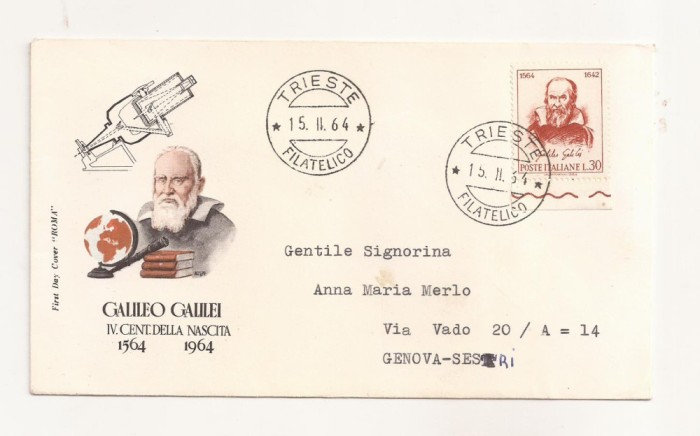 TRIESTE
15.II.64
FILATELICO
1564 1642
Galileo Galilei
POSTE ITALIANE L.30
TRIESTE
15.II.64
FILATELICO
First Day Cover "ROMA"
GALILEO GALILEI
IV. CENT. DELLA NASCITA
1564 1964
Gentile Signorina
Anna Maria Merlo
Via Vado 20 / A = 14
GENOVA-SESTRI